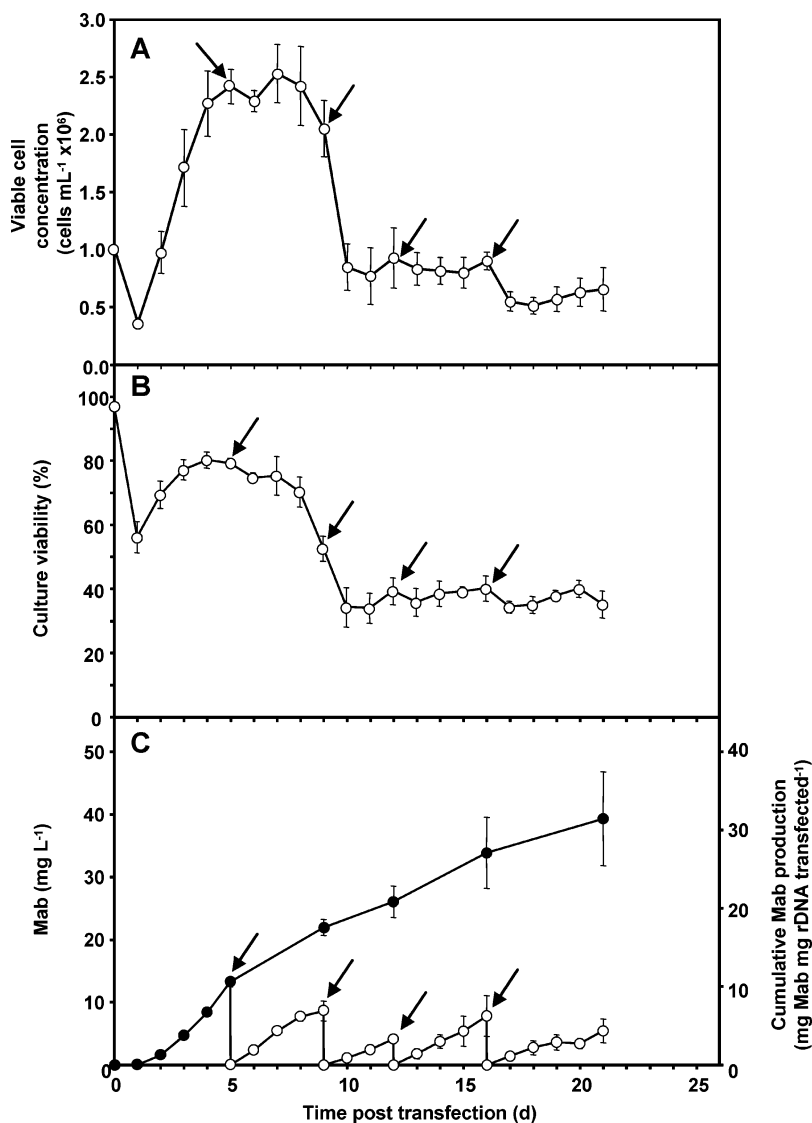 A
3.0
2.5
2.0
1.5
1.0
0.5
0.0
Viable cell
concentration
(cells mL⁻¹ x10⁶)
B
100
80
60
40
20
0
Culture viability (%)
C
50
40
30
20
10
0
Mab (mg L⁻¹)
40
30
20
10
0
Cumulative Mab production
(mg Mab mg rDNA transfected⁻¹)
0 5 10 15 20 25
Time post transfection (d)